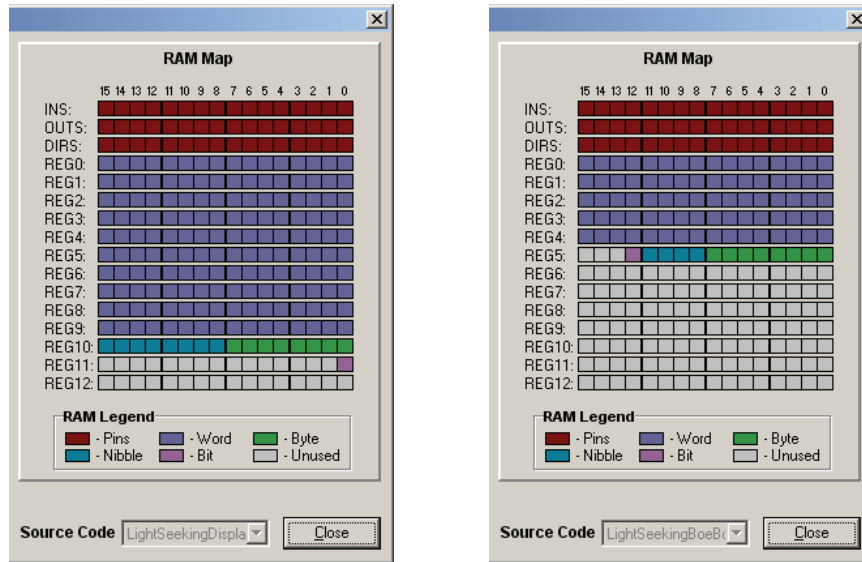 RAM Map
15 14 13 12 11 10 9 8 7 6 5 4 3 2 1 0
INS:
OUTS:
DIRS:
REG0:
REG1:
REG2:
REG3:
REG4:
REG5:
REG6:
REG7:
REG8:
REG9:
REG10:
REG11:
REG12:
RAM Legend
- Pins - Word - Byte
- Nibble - Bit - Unused
Source Code LightSeekingDispla Close
RAM Map
15 14 13 12 11 10 9 8 7 6 5 4 3 2 1 0
INS:
OUTS:
DIRS:
REG0:
REG1:
REG2:
REG3:
REG4:
REG5:
REG6:
REG7:
REG8:
REG9:
REG10:
REG11:
REG12:
RAM Legend
- Pins - Word - Byte
- Nibble - Bit - Unused
Source Code LightSeekingBoeBo Close